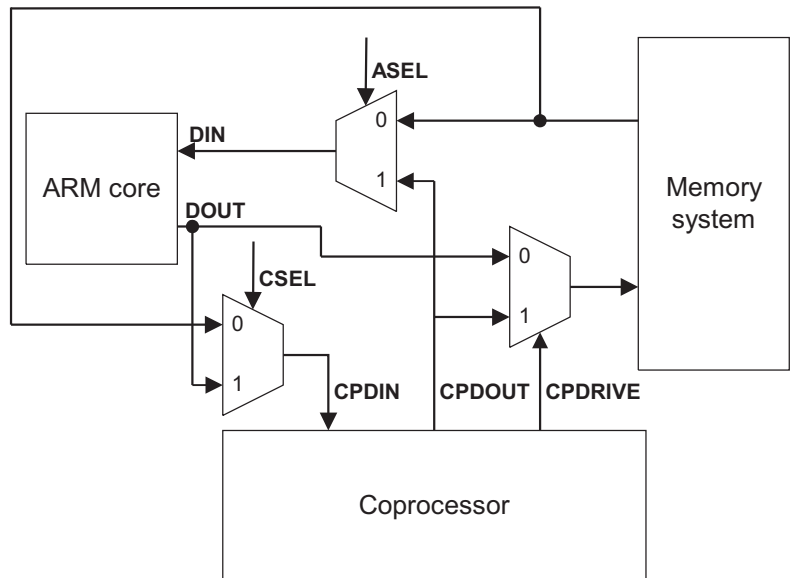 ASEL
0
DIN
1
ARM core
Memory
system
DOUT
0
CSEL
0
1
1
CPDIN
CPDOUT
CPDRIVE
Coprocessor